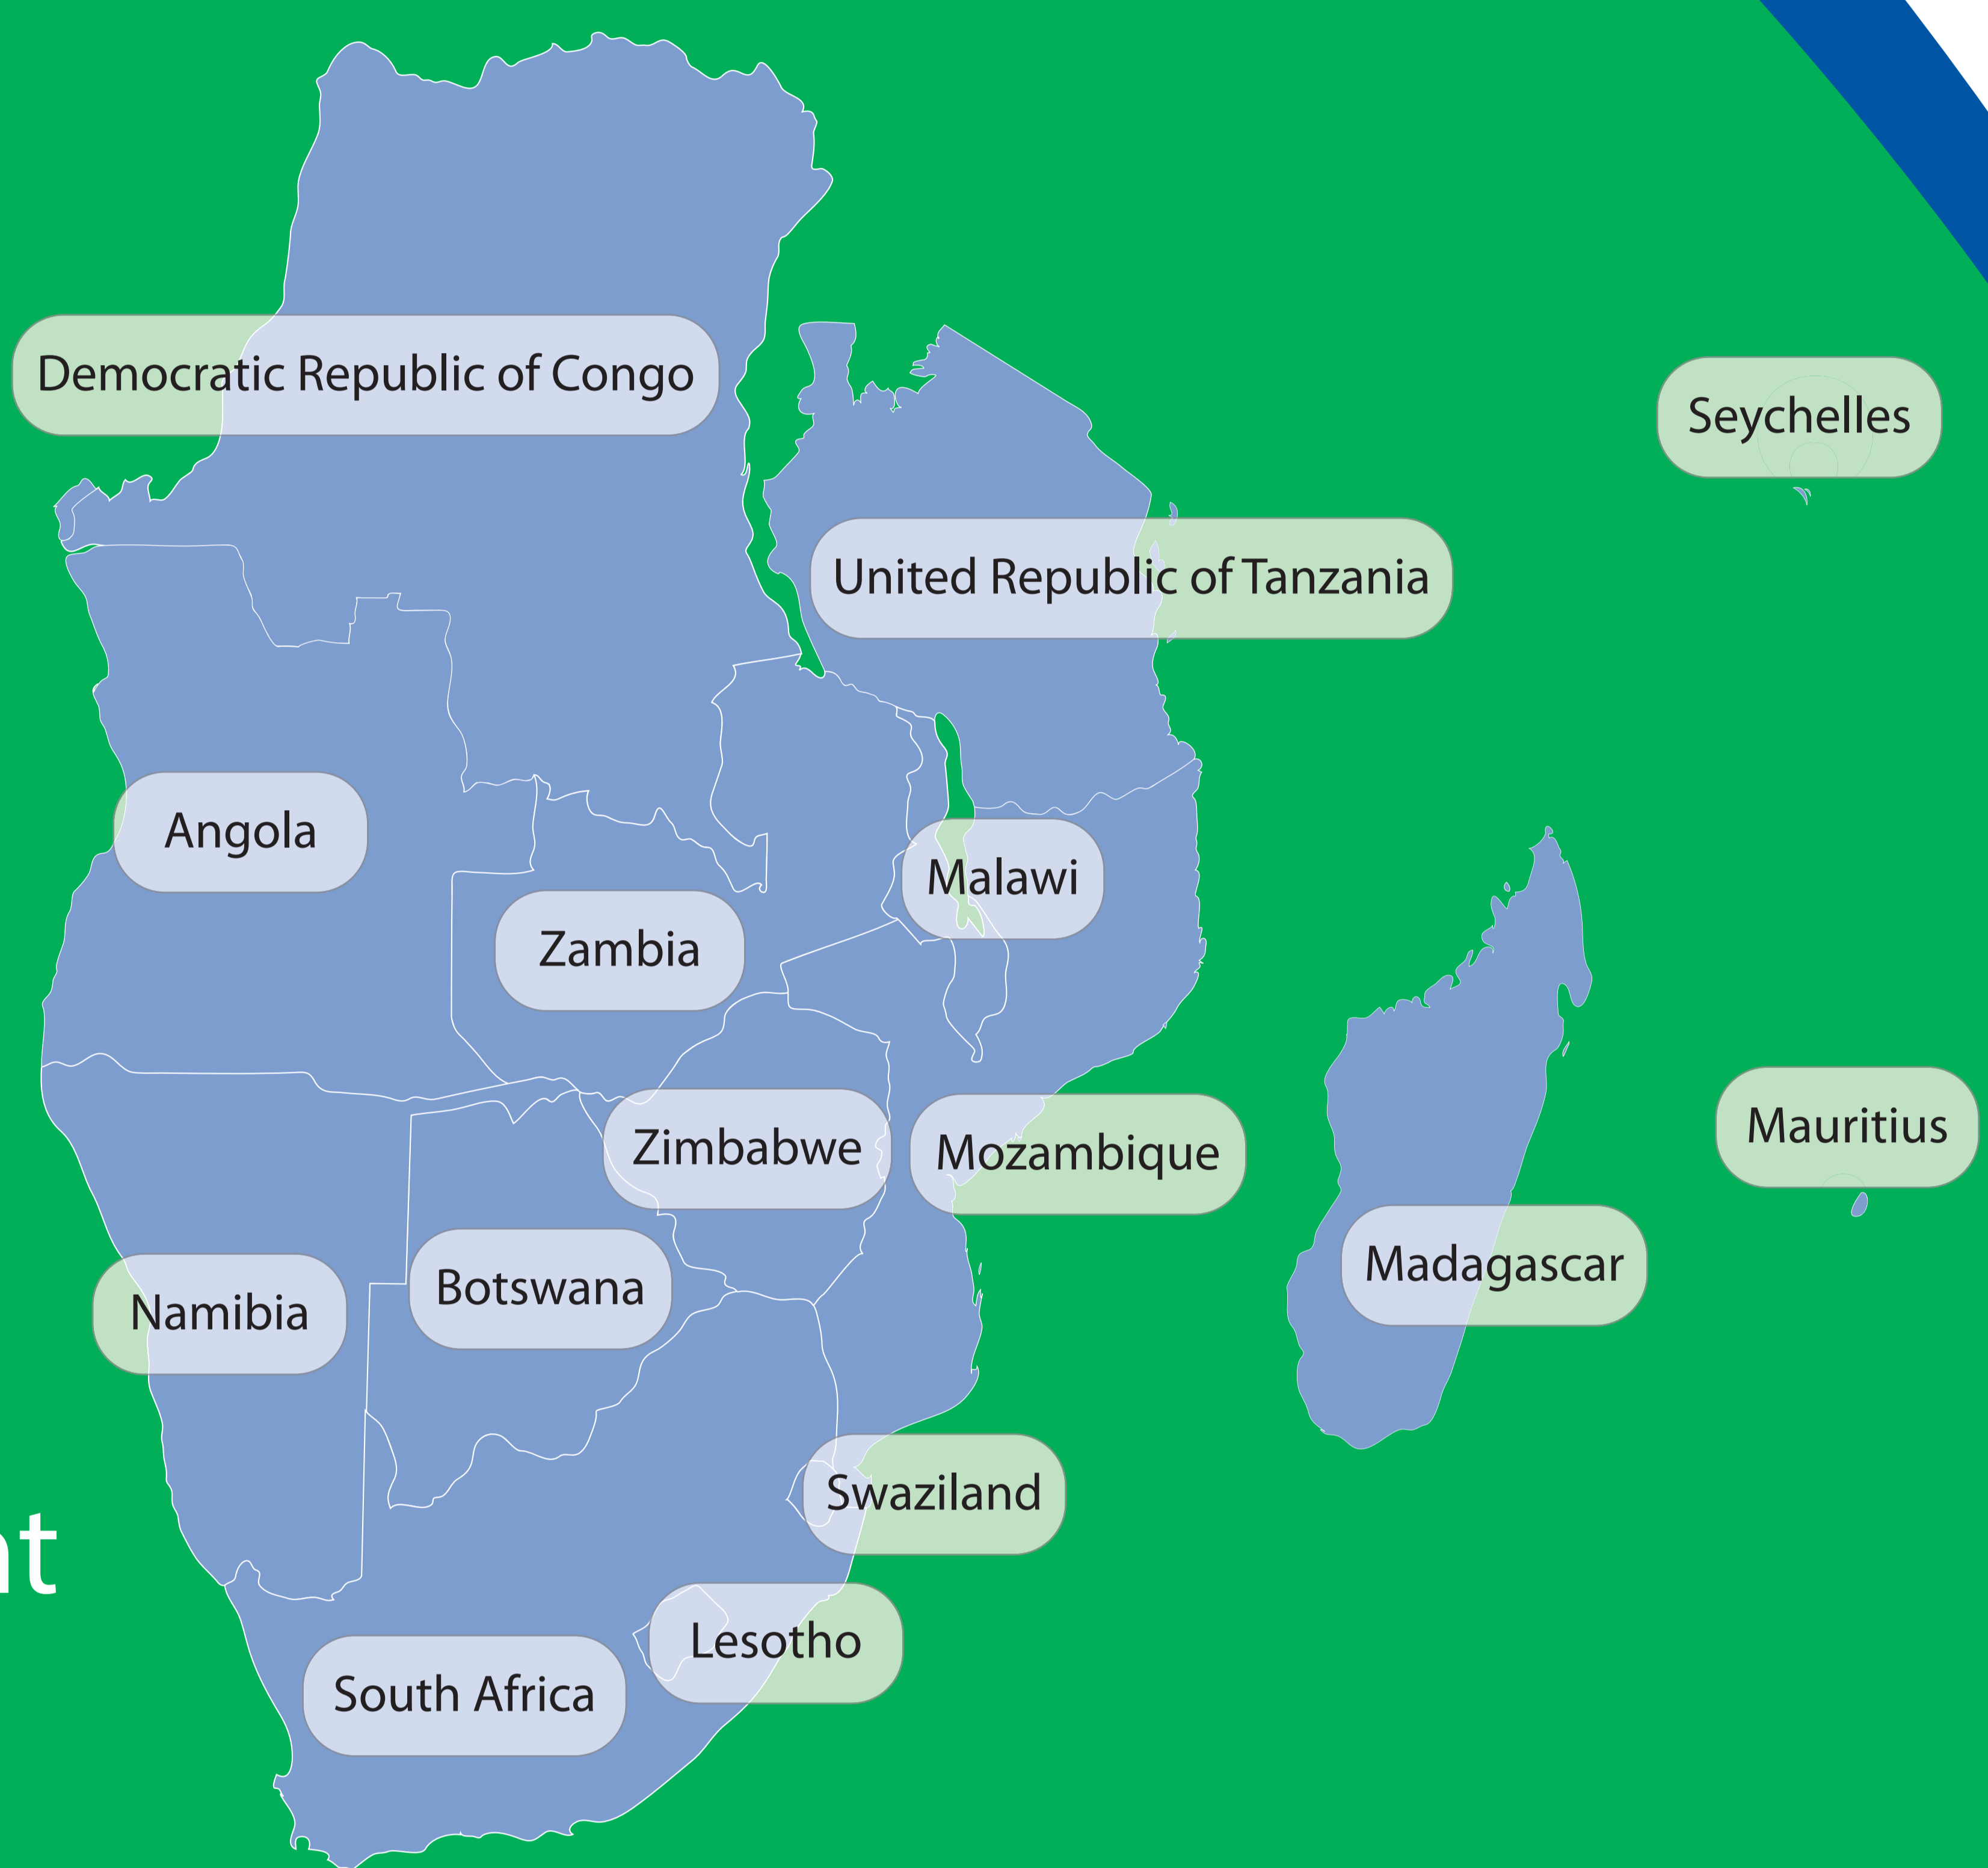 Democratic Republic of Congo
Seychelles
United Republic of Tanzania
Angola
Malawi
Zambia
Zimbabwe
Mozambique
Mauritius
Madagascar
Botswana
Namibia
Swaziland
Lesotho
South Africa